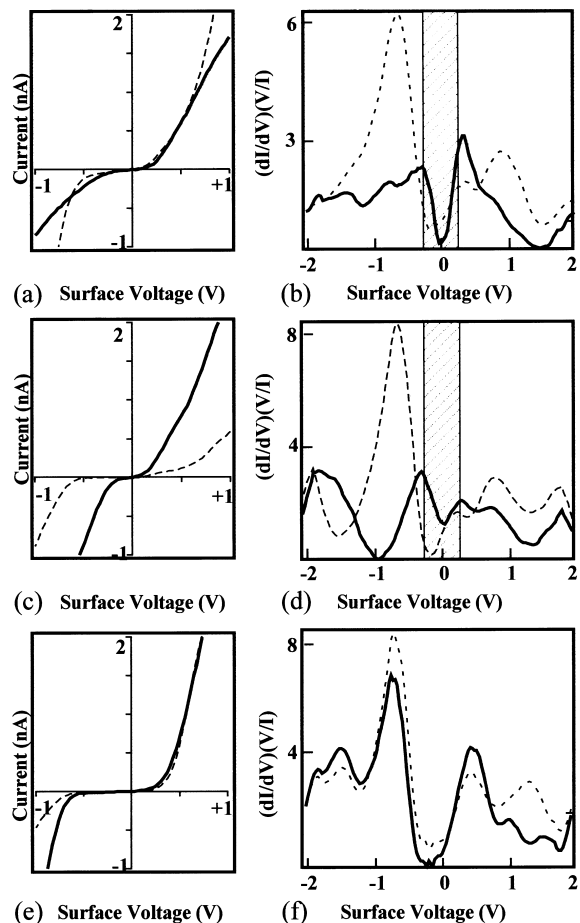 2
Current (nA)
-1
+1
-1
(a) Surface Voltage (V)
6
3
(dI/dV)(V/I)
-2 -1 0 1 2
(b) Surface Voltage (V)
2
Current (nA)
-1
+1
-1
(c) Surface Voltage (V)
8
4
(dI/dV)(V/I)
-2 -1 0 1 2
(d) Surface Voltage (V)
2
Current (nA)
-1
+1
-1
(e) Surface Voltage (V)
8
4
(dI/dV)(V/I)
-2 -1 0 1 2
(f) Surface Voltage (V)